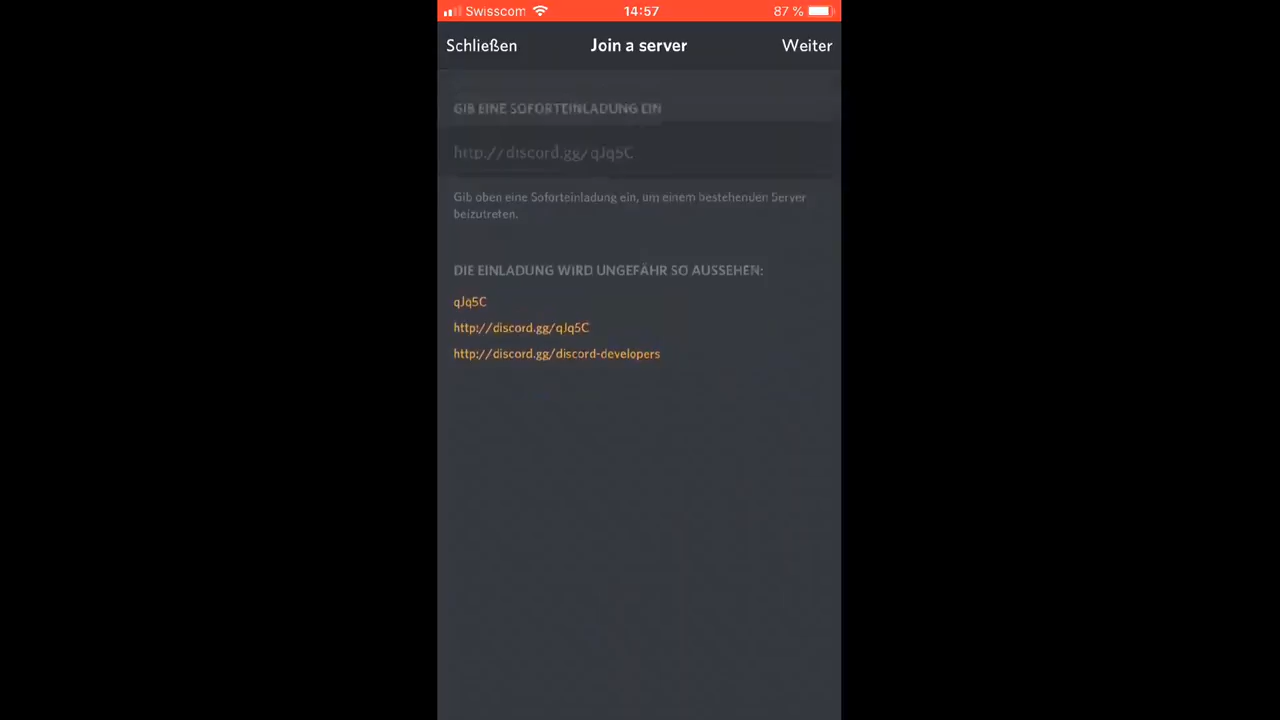 Swisscom 14:57 87 %
Schließen Join a server Weiter
GIB EINE SOFORTEINLADUNG EIN
http://discord.gg/qJq5C
Gib oben eine Soforteinladung ein, um einem bestehenden Server
beizutreten.
DIE EINLADUNG WIRD UNGEFÄHR SO AUSSEHEN:
qJq5C
http://discord.gg/qJq5C
http://discord.gg/discord-developers